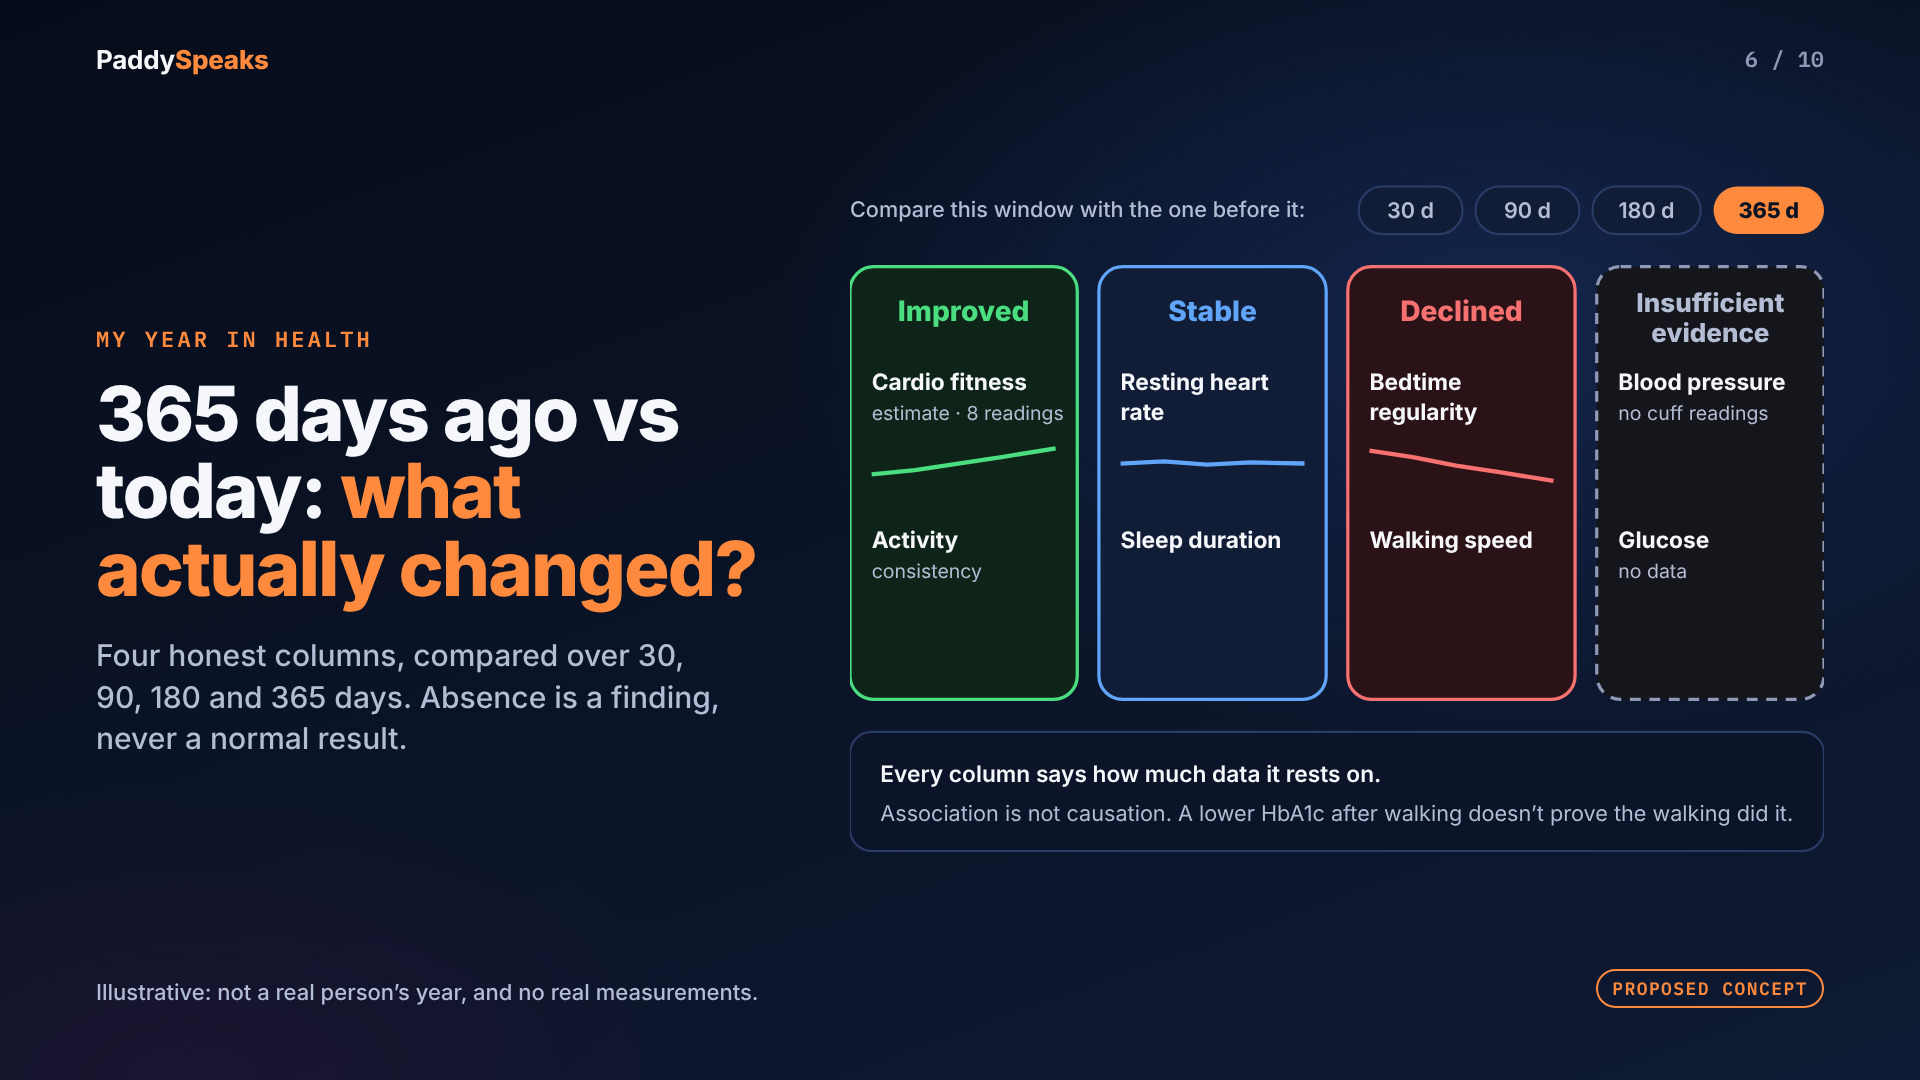 PaddySpeaks
6 / 10
MY YEAR IN HEALTH
365 days ago vs
today: what
actually changed?
Four honest columns, compared over 30,
90, 180 and 365 days. Absence is a finding,
never a normal result.
Compare this window with the one before it:
30 d
90 d
180 d
365 d
Improved
Cardio fitness
estimate · 8 readings
Activity
consistency
Stable
Resting heart
rate
Sleep duration
Declined
Bedtime
regularity
Walking speed
Insufficient
evidence
Blood pressure
no cuff readings
Glucose
no data
Every column says how much data it rests on.
Association is not causation. A lower HbA1c after walking doesn’t prove the walking did it.
Illustrative: not a real person’s year, and no real measurements.
PROPOSED CONCEPT